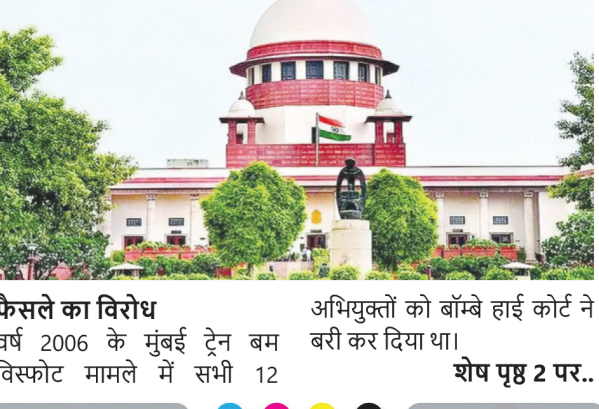 फैसले का विरोध
वर्ष 2006 के मुंबई ट्रेन बम
विस्फोट मामले में सभी 12
अभियुक्तों को बॉम्बे हाई कोर्ट ने
बरी कर दिया था।
शेष पृष्ठ 2 पर..